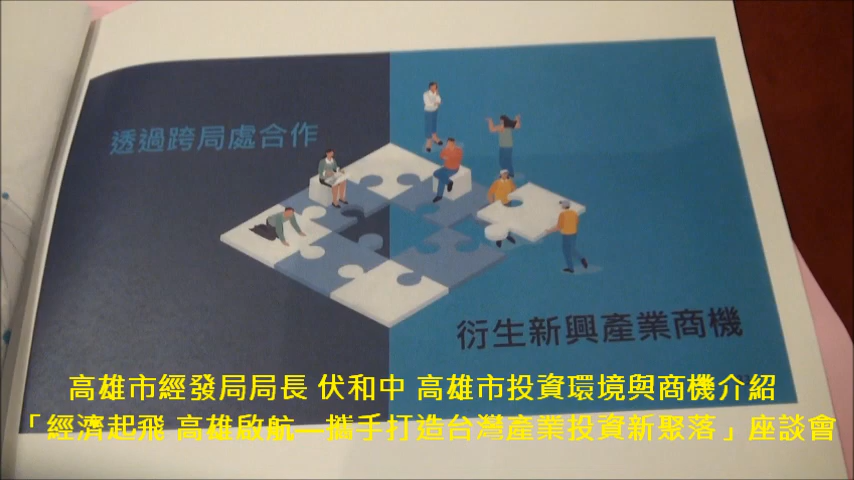 透過跨局處合作
衍生新興產業商機
高雄市經發局局長 伏和中 高雄市投資環境與商機介紹
「經濟起飛 高雄啟航—攜手打造台灣產業投資新聚落」座談會